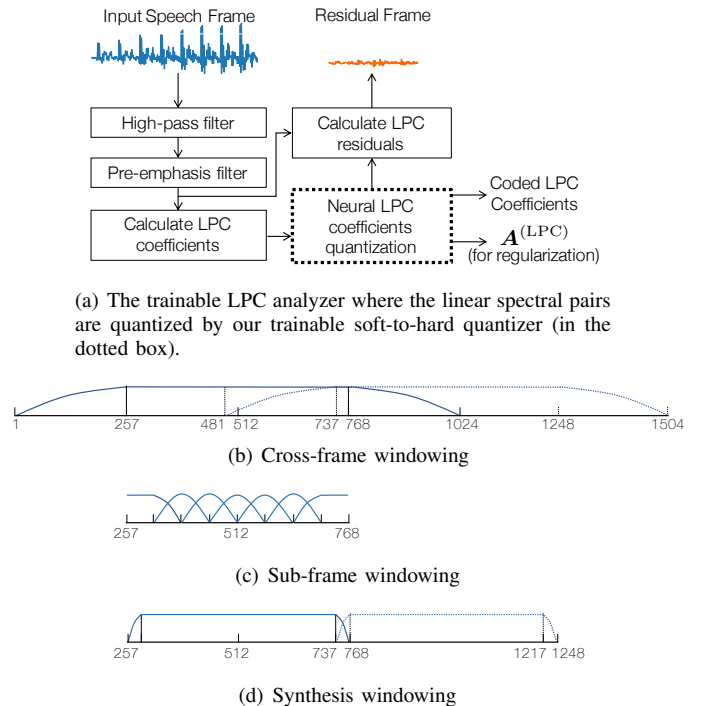 Input Speech Frame
Residual Frame
High-pass filter
Pre-emphasis filter
Calculate LPC
coefficients
Calculate LPC
residuals
Neural LPC
coefficients
quantization
Coded LPC
Coefficients
A^(LPC)
(for regularization)
(a) The trainable LPC analyzer where the linear spectral pairs
are quantized by our trainable soft-to-hard quantizer (in the
dotted box).
1 257 481 512 737 768 1024 1248 1504
(b) Cross-frame windowing
257 512 768
(c) Sub-frame windowing
257 512 737 768 1217 1248
(d) Synthesis windowing